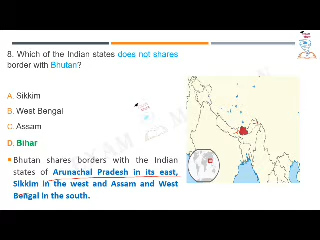 8. Which of the Indian states does not shares
border with Bhutan?
A. Sikkim
B. West Bengal
C. Assam
D. Bihar
Bhutan shares borders with the Indian
states of Arunachal Pradesh in its east,
Sikkim in the west and Assam and West
Bengal in the south.